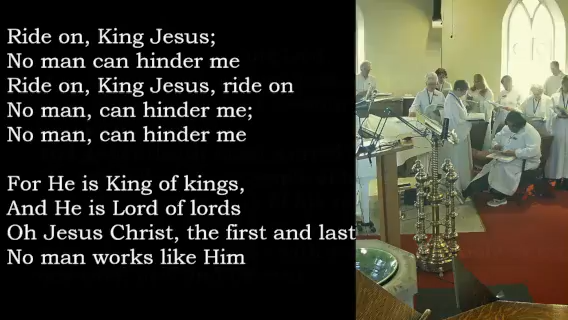 Ride on, King Jesus;
No man can hinder me
Ride on, King Jesus, ride on
No man, can hinder me;
No man, can hinder me
For He is King of kings,
And He is Lord of lords
Oh Jesus Christ, the first and last
No man works like Him